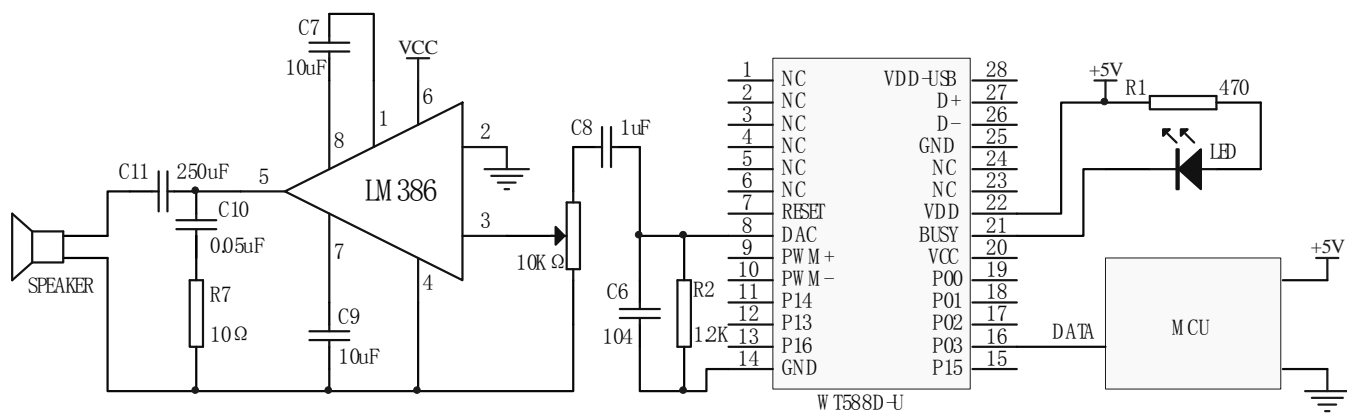 C7
10uF
VCC
6
1
8
2
C8
1uF
C11
250uF
5
LM386
C10
0.05uF
3
7
4
10KΩ
SPEAKER
R7
10Ω
C9
10uF
C6
104
R2
1.2K
1 NC VDD-USB 28
2 NC D+ 27
3 NC D- 26
4 NC GND 25
5 NC NC 24
6 NC NC 23
7 RESET VDD 22
8 DAC BUSY 21
9 PWM+ VCC 20
10 PWM- P00 19
11 P14 P01 18
12 P13 P02 17
13 P16 P03 16
14 GND P15 15
WT588D-U
+5V
R1
470
LED
DATA
MCU
+5V